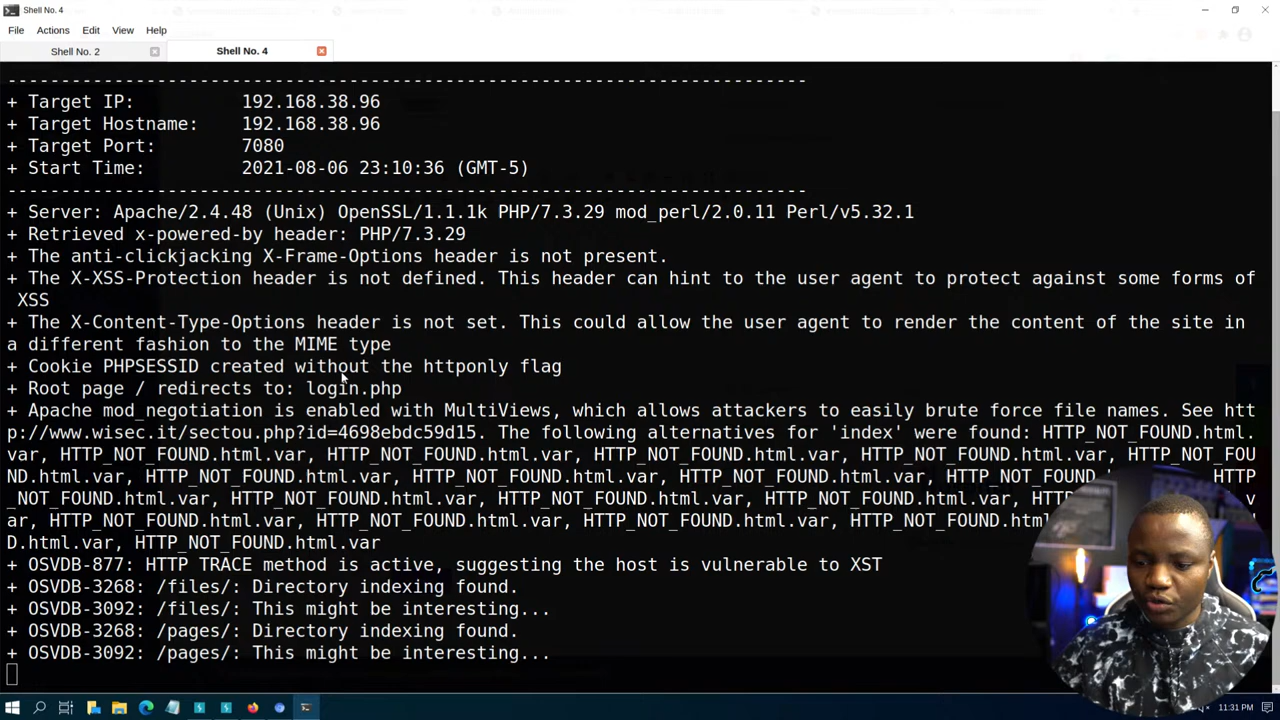 Shell No. 4
File Actions Edit View Help
Shell No. 2
Shell No. 4
---------------------------------------------------------------------------
+ Target IP: 192.168.38.96
+ Target Hostname: 192.168.38.96
+ Target Port: 7080
+ Start Time: 2021-08-06 23:10:36 (GMT-5)
---------------------------------------------------------------------------
+ Server: Apache/2.4.48 (Unix) OpenSSL/1.1.1k PHP/7.3.29 mod_perl/2.0.11 Perl/v5.32.1
+ Retrieved x-powered-by header: PHP/7.3.29
+ The anti-clickjacking X-Frame-Options header is not present.
+ The X-XSS-Protection header is not defined. This header can hint to the user agent to protect against some forms of
XSS
+ The X-Content-Type-Options header is not set. This could allow the user agent to render the content of the site in
a different fashion to the MIME type
+ Cookie PHPSESSID created without the httponly flag
+ Root page / redirects to: login.php
+ Apache mod_negotiation is enabled with MultiViews, which allows attackers to easily brute force file names. See htt
p://www.wisec.it/sectou.php?id=4698ebdc59d15. The following alternatives for 'index' were found: HTTP_NOT_FOUND.html.
var, HTTP_NOT_FOUND.html.var, HTTP_NOT_FOUND.html.var, HTTP_NOT_FOUND.html.var, HTTP_NOT_FOUND.html.var, HTTP_NOT_FOU
ND.html.var, HTTP_NOT_FOUND.html.var, HTTP_NOT_FOUND.html.var, HTTP_NOT_FOUND.html.var, HTTP_NOT_FOUND.html. HTTP
_NOT_FOUND.html.var, HTTP_NOT_FOUND.html.var, HTTP_NOT_FOUND.html.var, HTTP_NOT_FOUND.html.var, HTTP_NOT_FOU v
ar, HTTP_NOT_FOUND.html.var, HTTP_NOT_FOUND.html.var, HTTP_NOT_FOUND.html.var, HTTP_NOT_FOUND.html.var,
D.html.var, HTTP_NOT_FOUND.html.var
+ OSVDB-877: HTTP TRACE method is active, suggesting the host is vulnerable to XST
+ OSVDB-3268: /files/: Directory indexing found.
+ OSVDB-3092: /files/: This might be interesting...
+ OSVDB-3268: /pages/: Directory indexing found.
+ OSVDB-3092: /pages/: This might be interesting...
11:31 PM